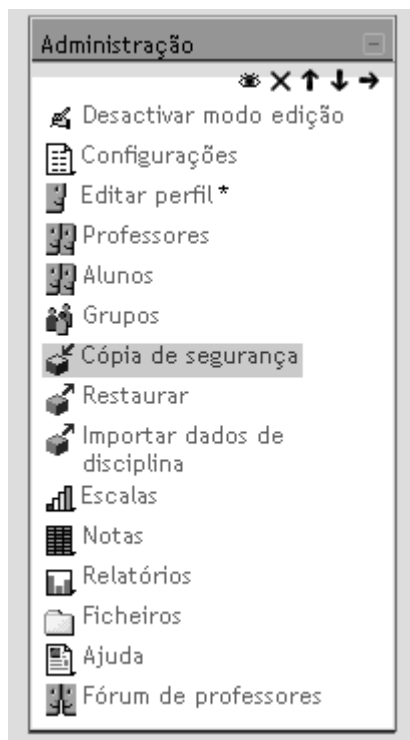 Administração
Desactivar modo edição
Configurações
Editar perfil *
Professores
Alunos
Grupos
Cópia de segurança
Restaurar
Importar dados de
disciplina
Escalas
Notas
Relatórios
Ficheiros
Ajuda
Fórum de professores